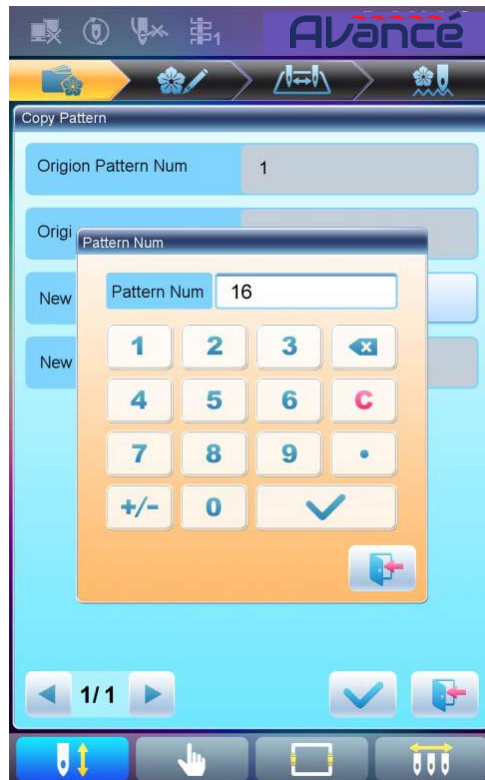 1
Avancé
Copy Pattern
Origion Pattern Num 1
Origi
Pattern Num
Pattern Num 16
New
1 2 3
New
4 5 6 C
7 8 9 •
+/- 0
1/1